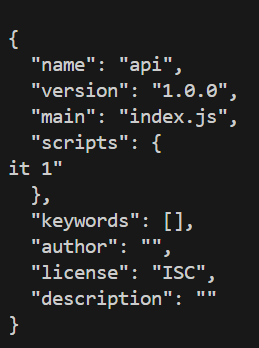 {
  "name": "api",
  "version": "1.0.0",
  "main": "index.js",
  "scripts": {
it 1"
  },
  "keywords": [],
  "author": "",
  "license": "ISC",
  "description": ""
}